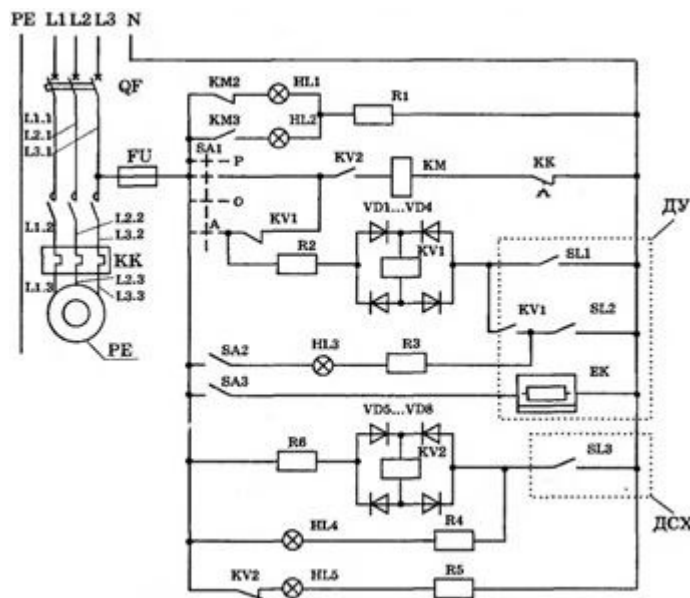 PE L1 L2 L3 N
QF
L1.1
L2.1
L3.1
FU
KM2 HL1
R1
KM3 HL2
SA1
P
KV2 KM KK
O
A
KV1
VD1...VD4
R2
KV1
ДУ
SL1
L1.2
L2.2
L3.2
KK
L1.3
L2.3
L3.3
PE
KV1 SL2
SA2 HL3 R3
SA3
EK
VD5...VD8
R6
KV2
SL3
ДСХ
HL4 R4
KV2 HL5 R5